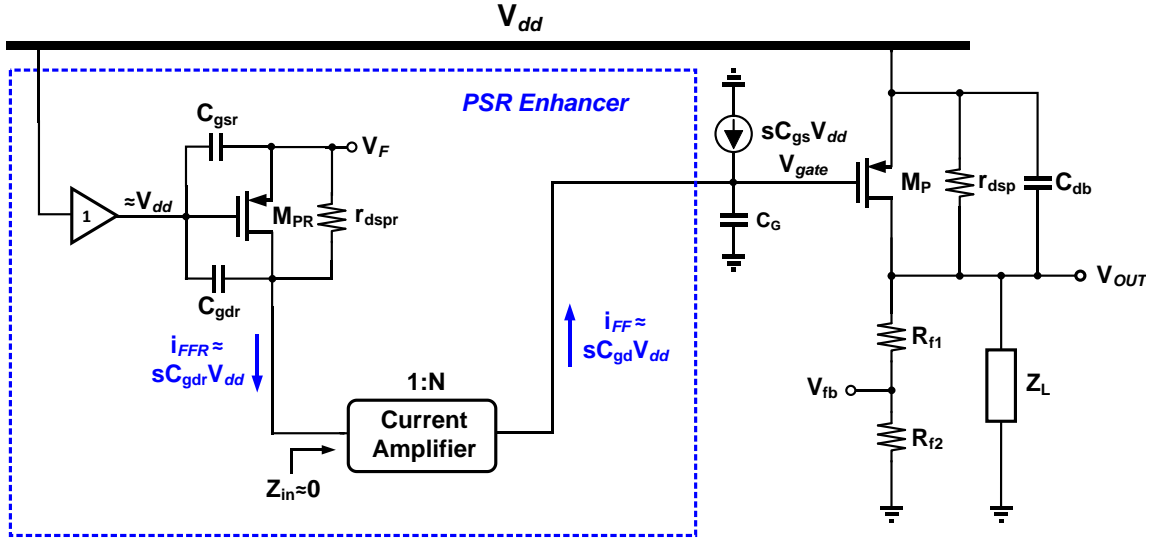 Vdd
PSR Enhancer
Cgsr
VF
1
≈Vdd
MPR
rdspr
Cgdr
iFFR≈
sCgdrVdd
1:N
Current
Amplifier
Zin≈0
iFF≈
sCgdVdd
sCgsVdd
Vgate
CG
MP
rdsp
Cdb
VOUT
Rf1
Vfb
Rf2
ZL